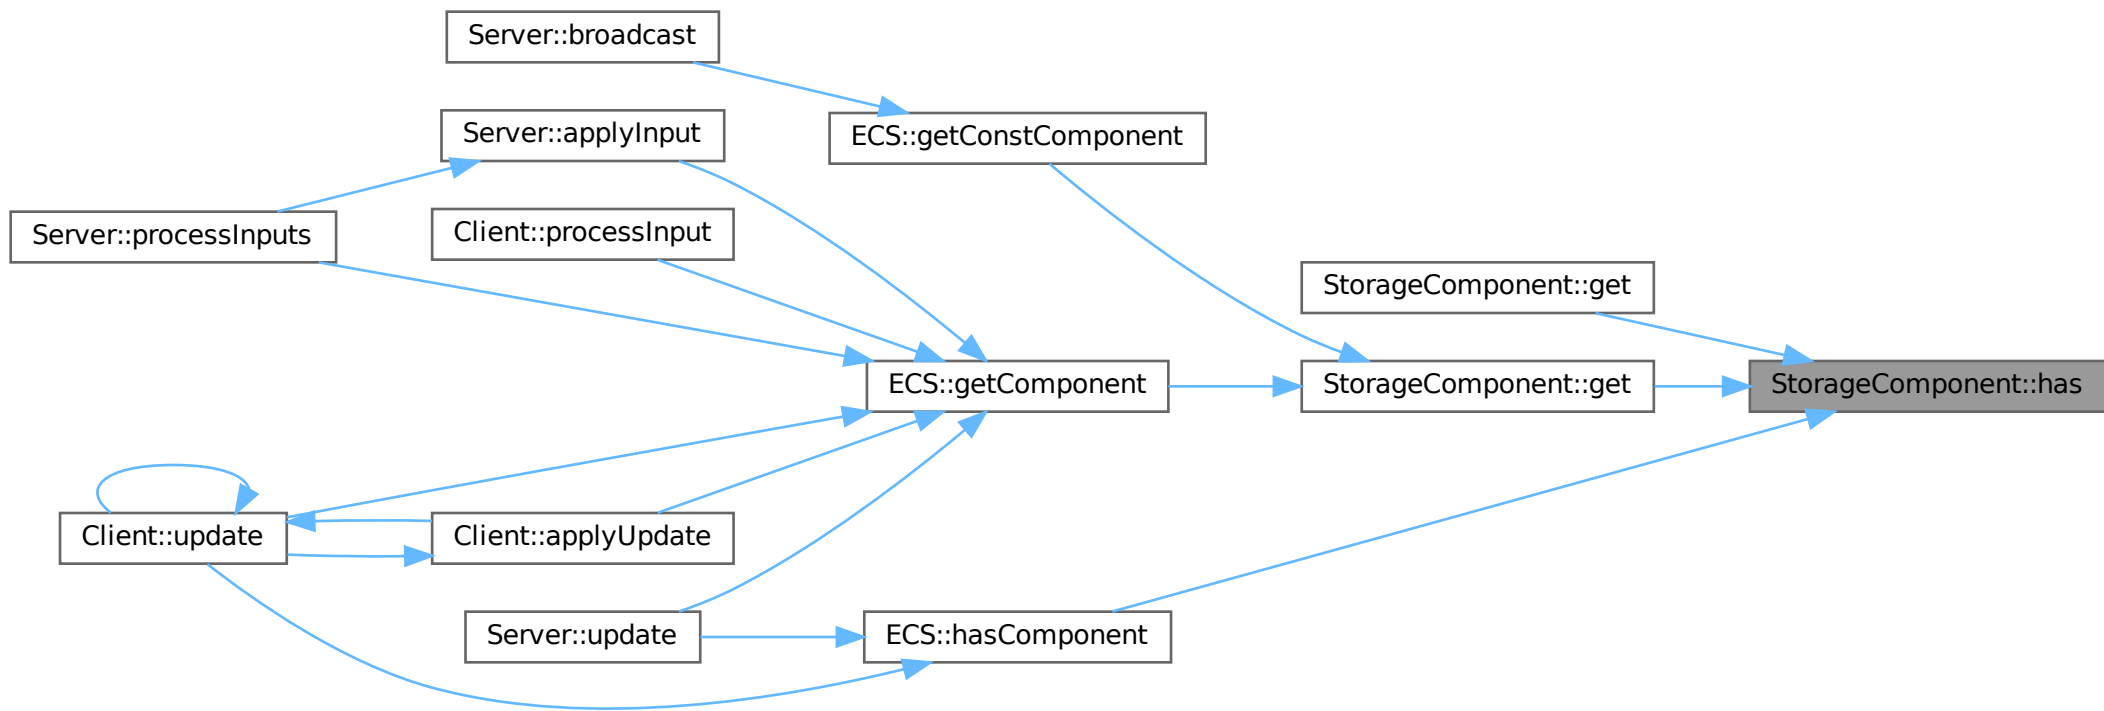 Server::broadcast
Server::applyInput
ECS::getConstComponent
Server::processInputs
Client::processInput
StorageComponent::get
ECS::getComponent
StorageComponent::get
StorageComponent::has
Client::update
Client::applyUpdate
Server::update
ECS::hasComponent